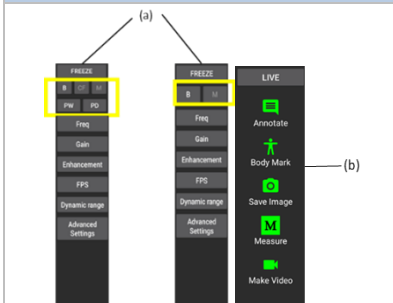 (a)
FREEZE
B CF M
PW PD
Freq
Gain
Enhancement
FPS
Dynamic range
Advanced
Settings
FREEZE
B M
Freq
Gain
Enhancement
FPS
Dynamic range
Advanced
Settings
LIVE
Annotate
Body Mark
Save Image
M
Measure
Make Video
(b)